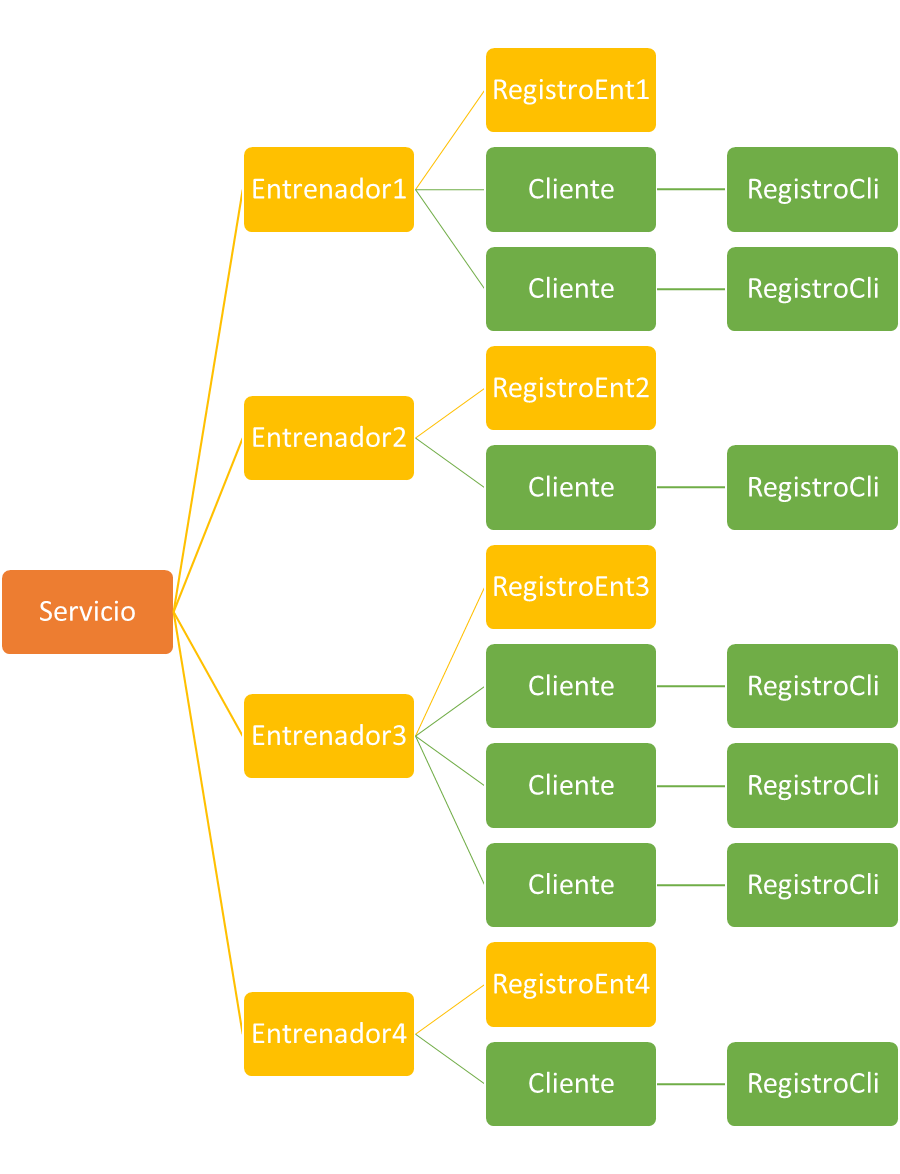 RegistroEnt1
Entrenador1
Cliente
RegistroCli
Cliente
RegistroCli
RegistroEnt2
Entrenador2
Cliente
RegistroCli
RegistroEnt3
Servicio
Cliente
RegistroCli
Entrenador3
Cliente
RegistroCli
Cliente
RegistroCli
RegistroEnt4
Entrenador4
Cliente
RegistroCli